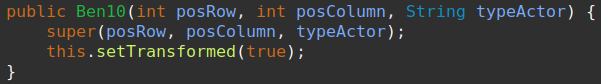 public Ben10(int posRow, int posColumn, String typeActor) {
    super(posRow, posColumn, typeActor);
    this.setTransformed(true);
}